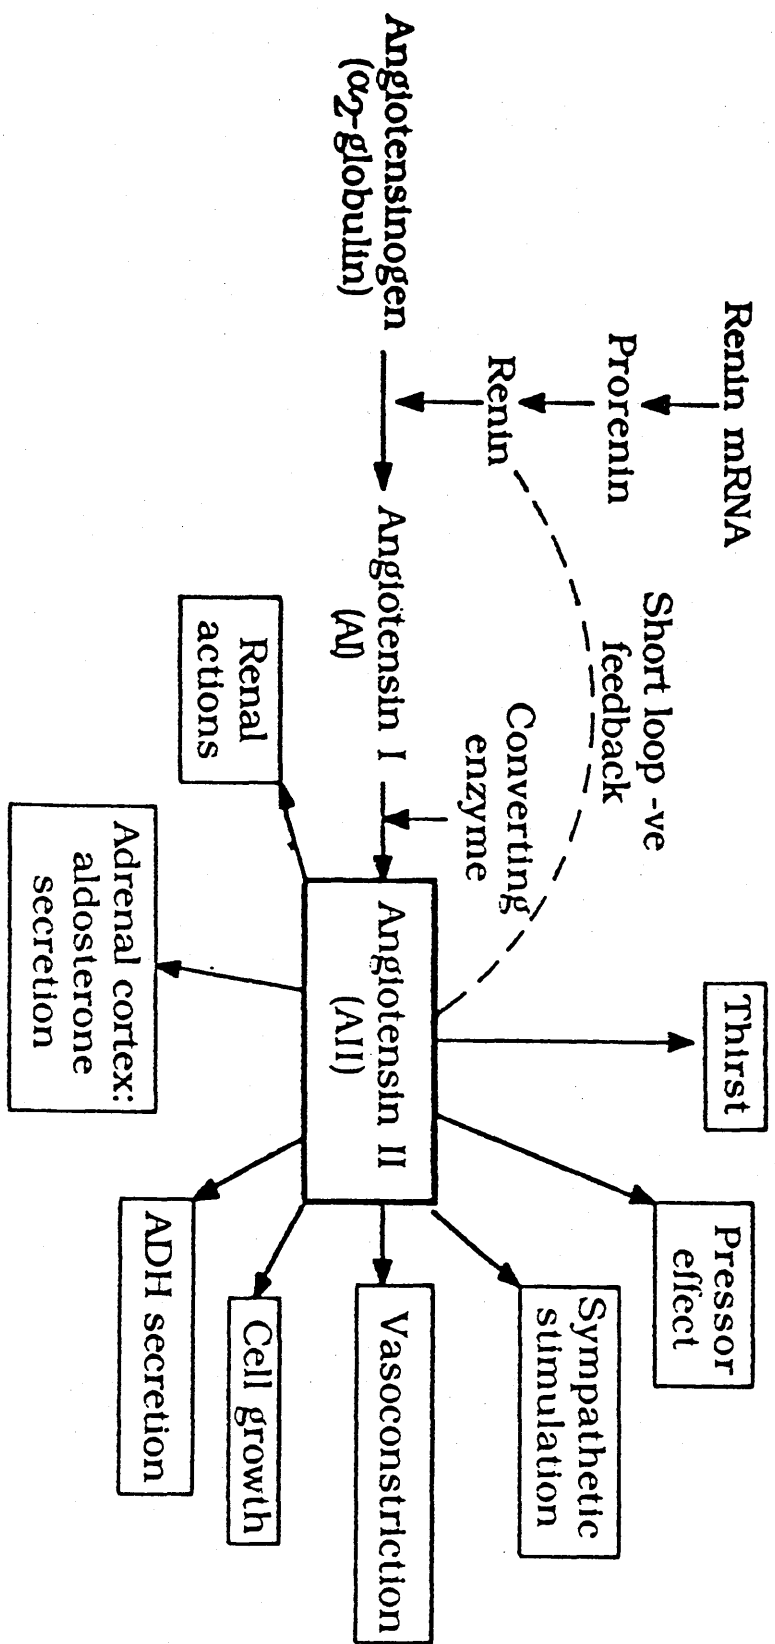 Renin mRNA
Prorenin
Renin
Angiotensinogen
(α2-globulin)
Angiotensin I
(AI)
Short loop -ve
feedback
Converting
enzyme
Angiotensin II
(AII)
Thirst
Pressor
effect
Sympathetic
stimulation
Vasoconstriction
Cell growth
ADH secretion
Adrenal cortex:
aldosterone
secretion
Renal
actions